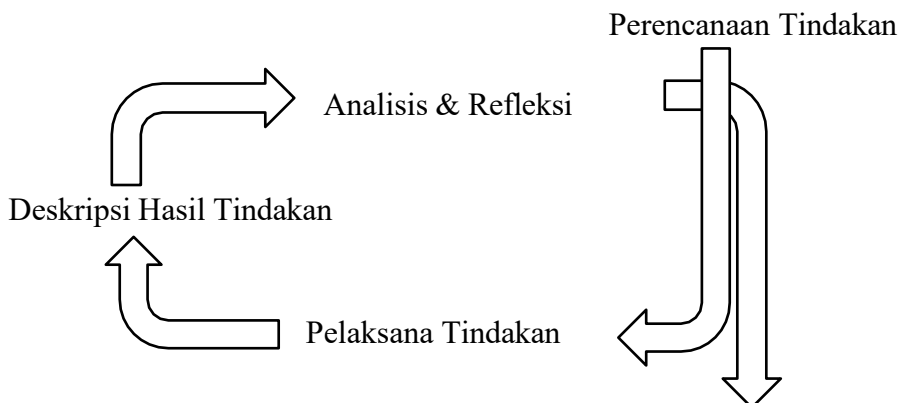 Perencanaan Tindakan
Analisis & Refleksi
Deskripsi Hasil Tindakan
Pelaksana Tindakan